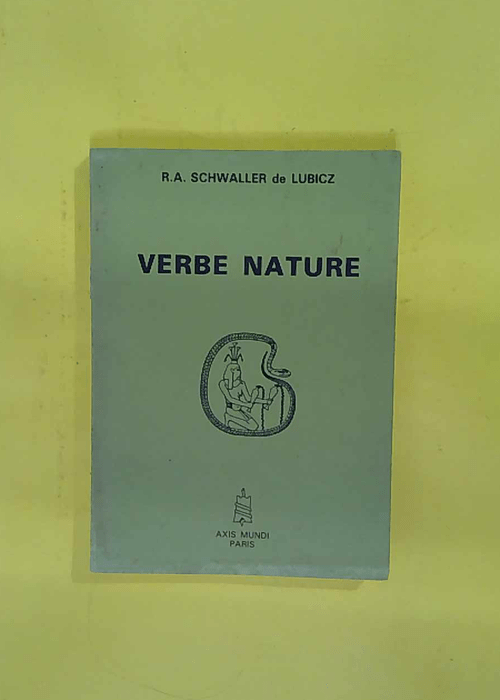 R.A. SCHWALLER de LUBICZ
VERBE NATURE
AXIS MUNDI
PARIS